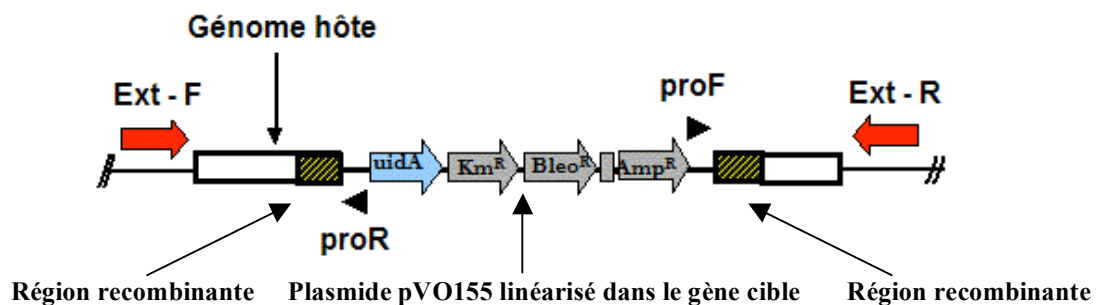 Génome hôte
Ext - F
proF
Ext - R
uidA
Km^R
Bleo^R
Amp^R
proR
Région recombinante
Plasmide pVO155 linéarisé dans le gène cible
Région recombinante